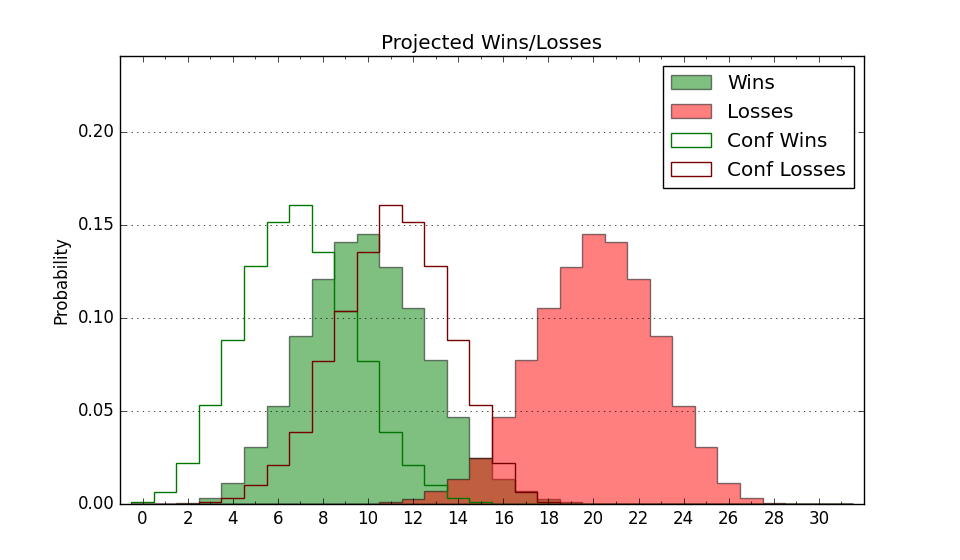 Projected Wins/Losses
Wins
Losses
Conf Wins
Conf Losses
Probability
0.20
0.15
0.10
0.05
0.00
0 2 4 6 8 10 12 14 16 18 20 22 24 26 28 30